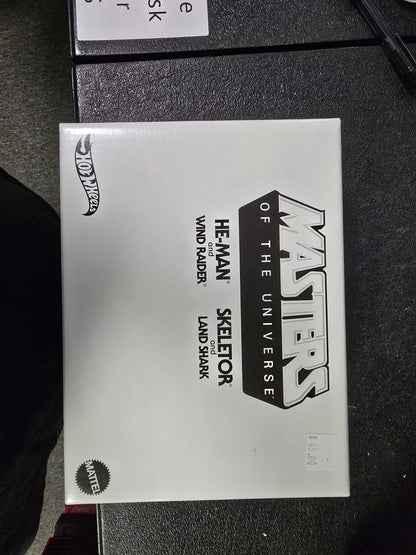 MASTERS
OF THE UNIVERSE
HE-MAN®
and
WIND RAIDER®
SKELETOR®
and
LAND SHARK
Hot Wheels
MATTEL